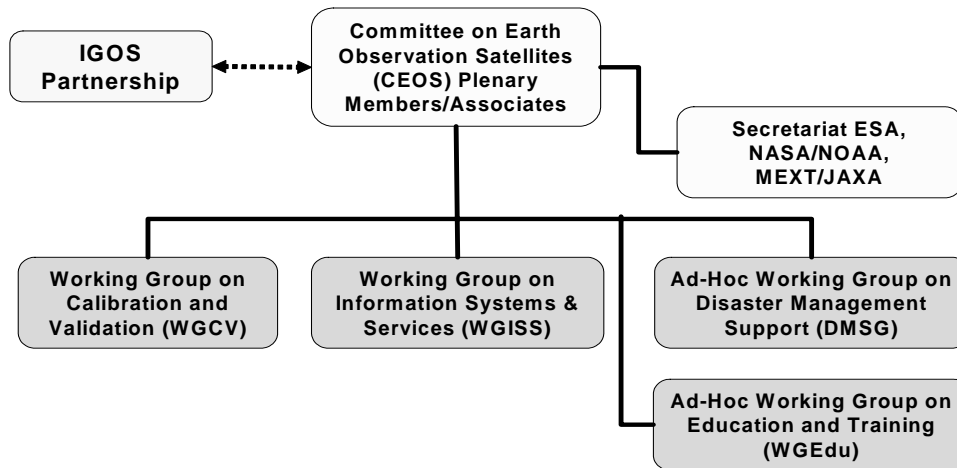 IGOS
Partnership
Committee on Earth
Observation Satellites
(CEOS) Plenary
Members/Associates
Secretariat ESA,
NASA/NOAA,
MEXT/JAXA
Working Group on
Calibration and
Validation (WGCV)
Working Group on
Information Systems &
Services (WGISS)
Ad-Hoc Working Group on
Disaster Management
Support (DMSG)
Ad-Hoc Working Group on
Education and Training
(WGEdu)